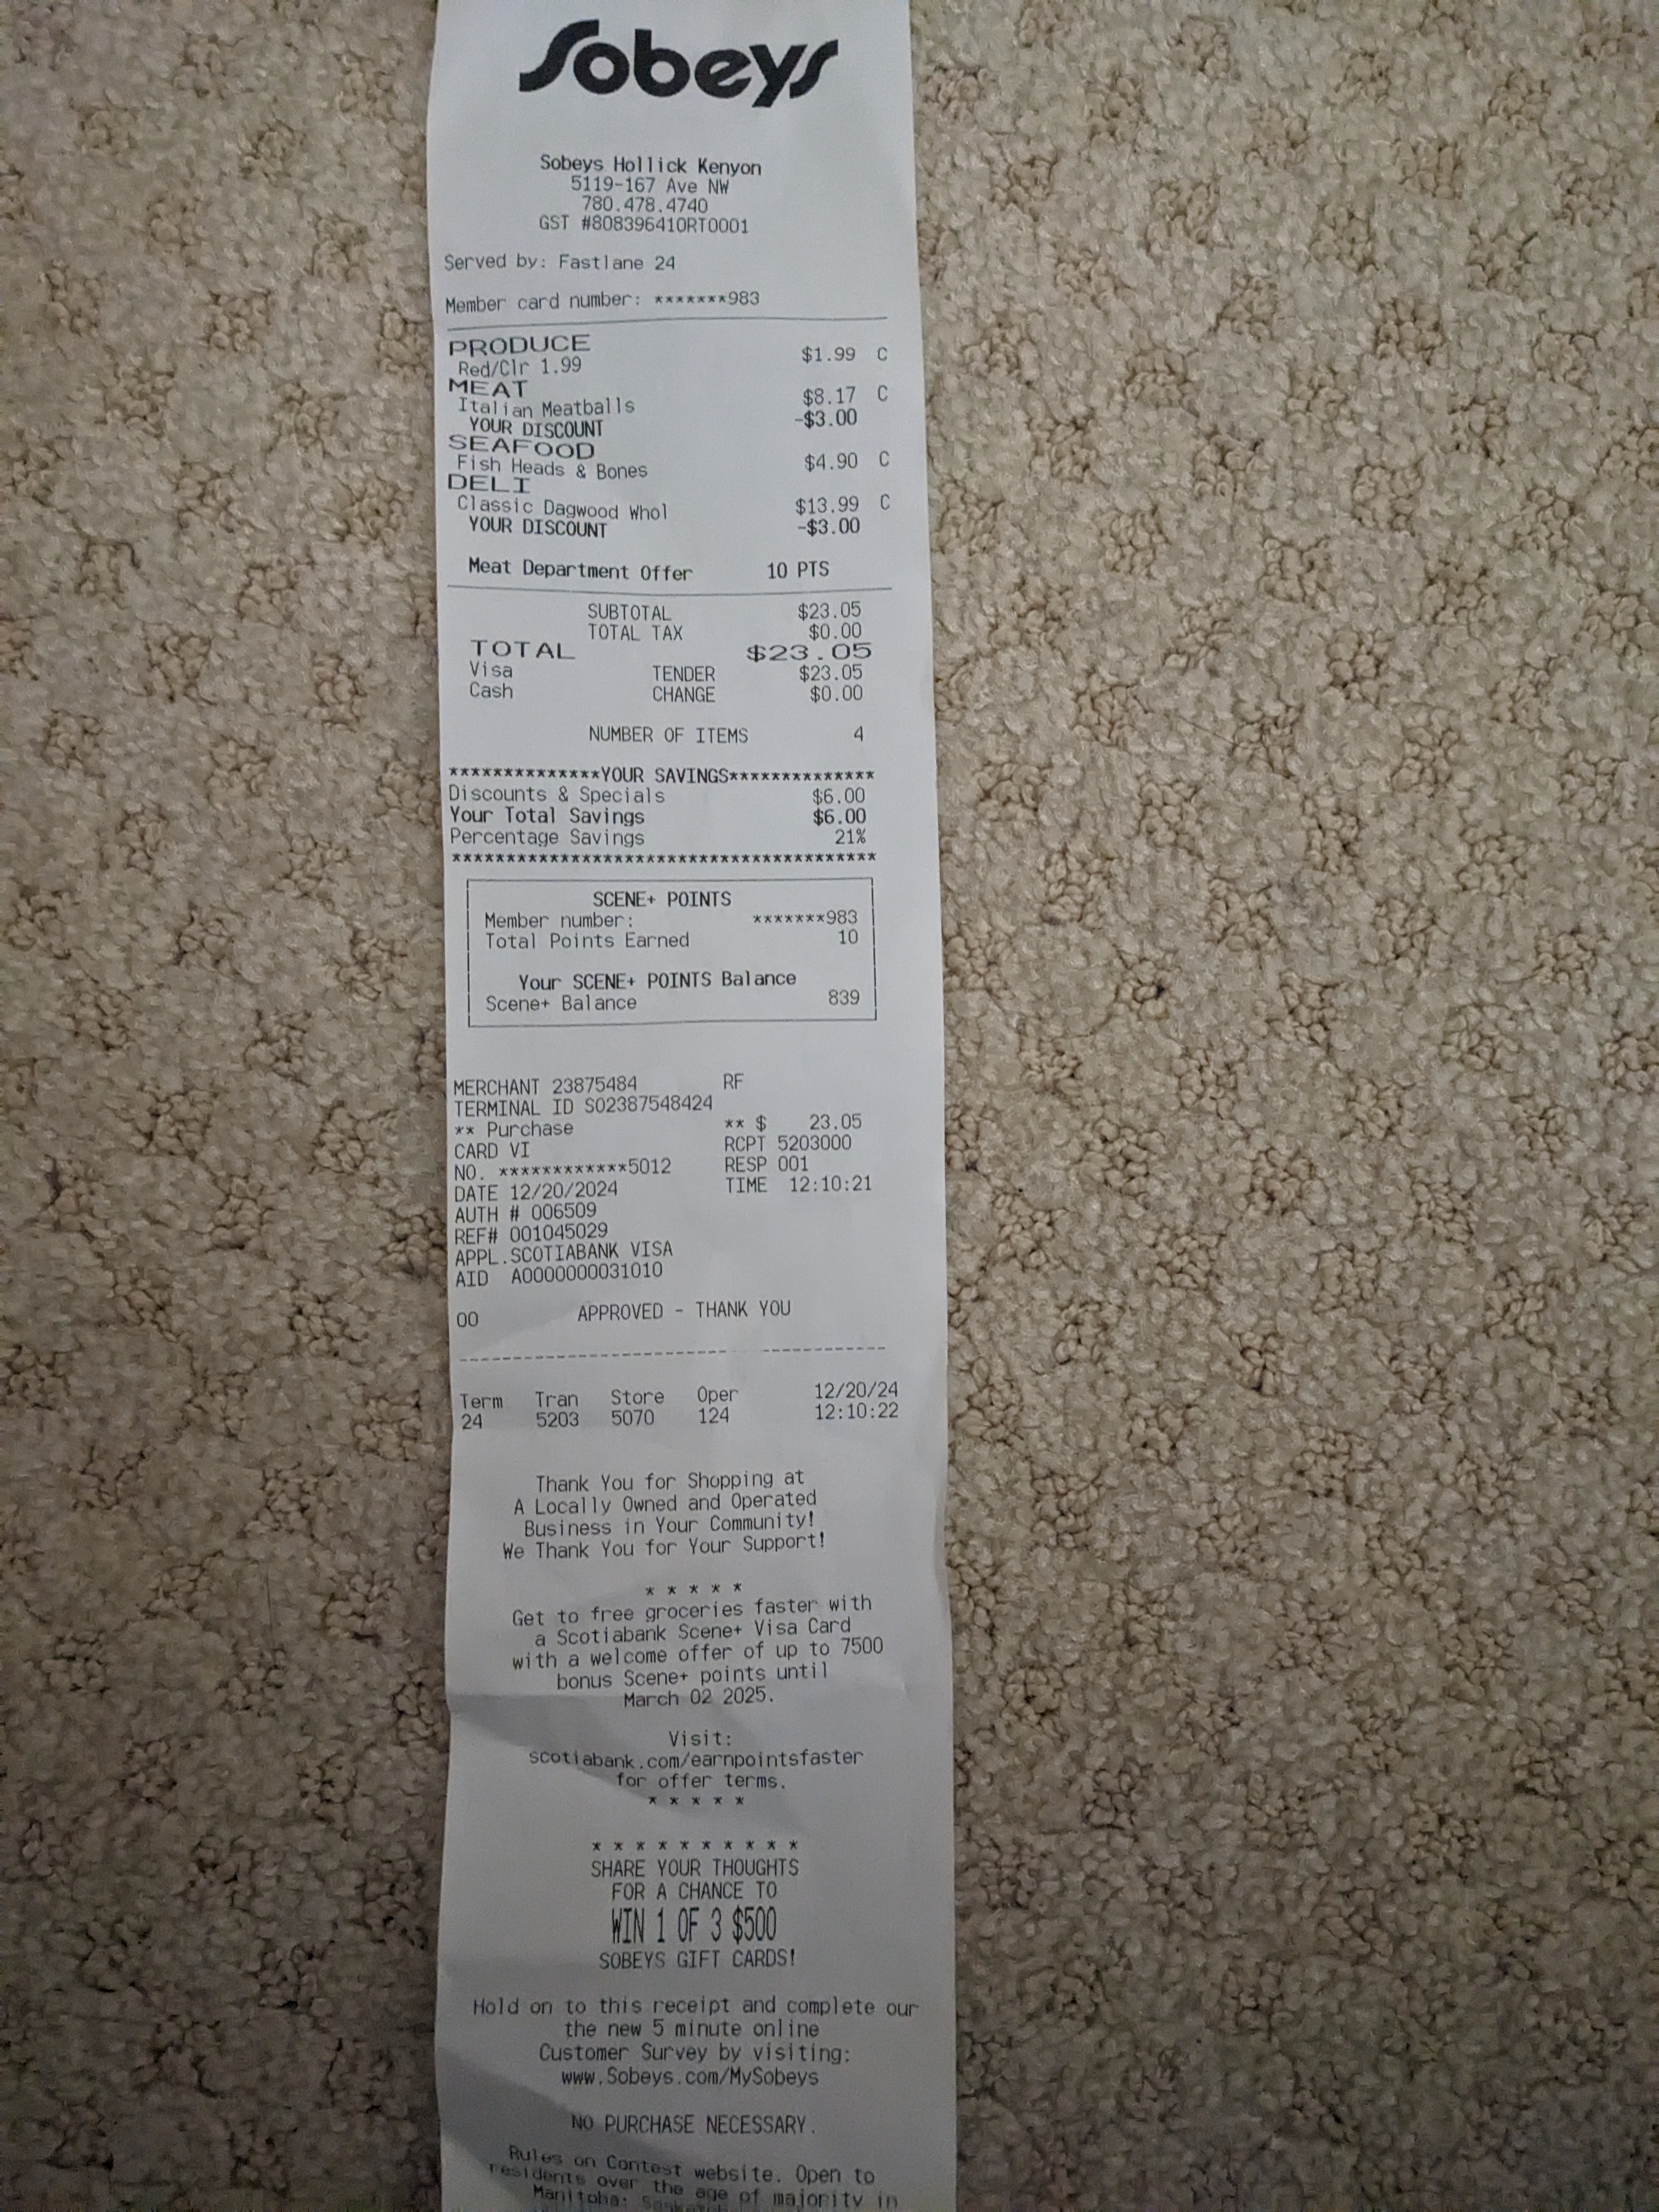 Sobeys
Sobeys Hollick Kenyon
5119-167 Ave NW
780.478.4740
GST #808396410RT0001
Served by: Fastlane 24
Member card number: *******983
PRODUCE
Red/Clr 1.99 $1.99 C
MEAT
Italian Meatballs $8.17 C
YOUR DISCOUNT -$3.00
SEAFOOD
Fish Heads & Bones $4.90 C
DELI
Classic Dagwood Whol $13.99 C
YOUR DISCOUNT -$3.00
Meat Department Offer 10 PTS
SUBTOTAL $23.05
TOTAL TAX $0.00
TOTAL $23.05
Visa TENDER $23.05
Cash CHANGE $0.00
NUMBER OF ITEMS 4
**************YOUR SAVINGS**************
Discounts & Specials $6.00
Your Total Savings $6.00
Percentage Savings 21%
****************************************
SCENE+ POINTS
Member number: *******983
Total Points Earned 10
Your SCENE+ POINTS Balance
Scene+ Balance 839
MERCHANT 23875484 RF
TERMINAL ID S02387548424
** Purchase ** $ 23.05
CARD VI RCPT 5203000
NO. ************5012 RESP 001
DATE 12/20/2024 TIME 12:10:21
AUTH # 006509
REF# 001045029
APPL.SCOTIABANK VISA
AID A0000000031010
00 APPROVED - THANK YOU
Term Tran Store Oper 12/20/24
24 5203 5070 124 12:10:22
Thank You for Shopping at
A Locally Owned and Operated
Business in Your Community!
We Thank You for Your Support!
* * * * *
Get to free groceries faster with
a Scotiabank Scene+ Visa Card
with a welcome offer of up to 7500
bonus Scene+ points until
March 02 2025.
Visit:
scotiabank.com/earnpointsfaster
for offer terms.
* * * * *
* * * * * * * * * *
SHARE YOUR THOUGHTS
FOR A CHANCE TO
WIN 1 OF 3 $500
SOBEYS GIFT CARDS!
Hold on to this receipt and complete our
the new 5 minute online
Customer Survey by visiting:
www.Sobeys.com/MySobeys
NO PURCHASE NECESSARY.
Rules on Contest website. Open to
residents over the age of majority in
Manitoba;